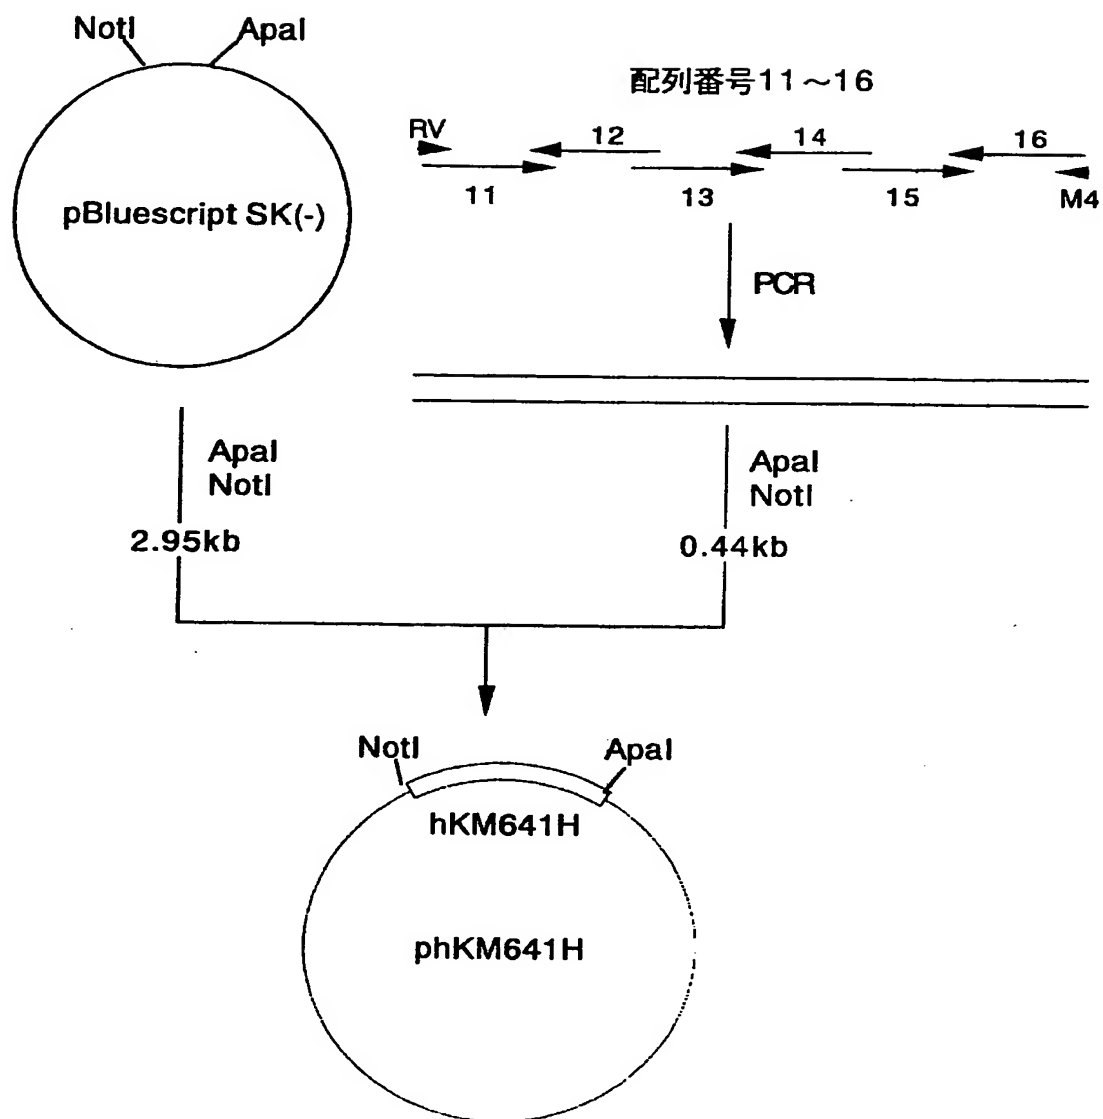 NotI
ApaI
pBluescript SK(-)
配列番号11～16
RV
12
14
16
11
13
15
M4
PCR
ApaI
NotI
2.95kb
ApaI
NotI
0.44kb
NotI
ApaI
hKM641H
phKM641H